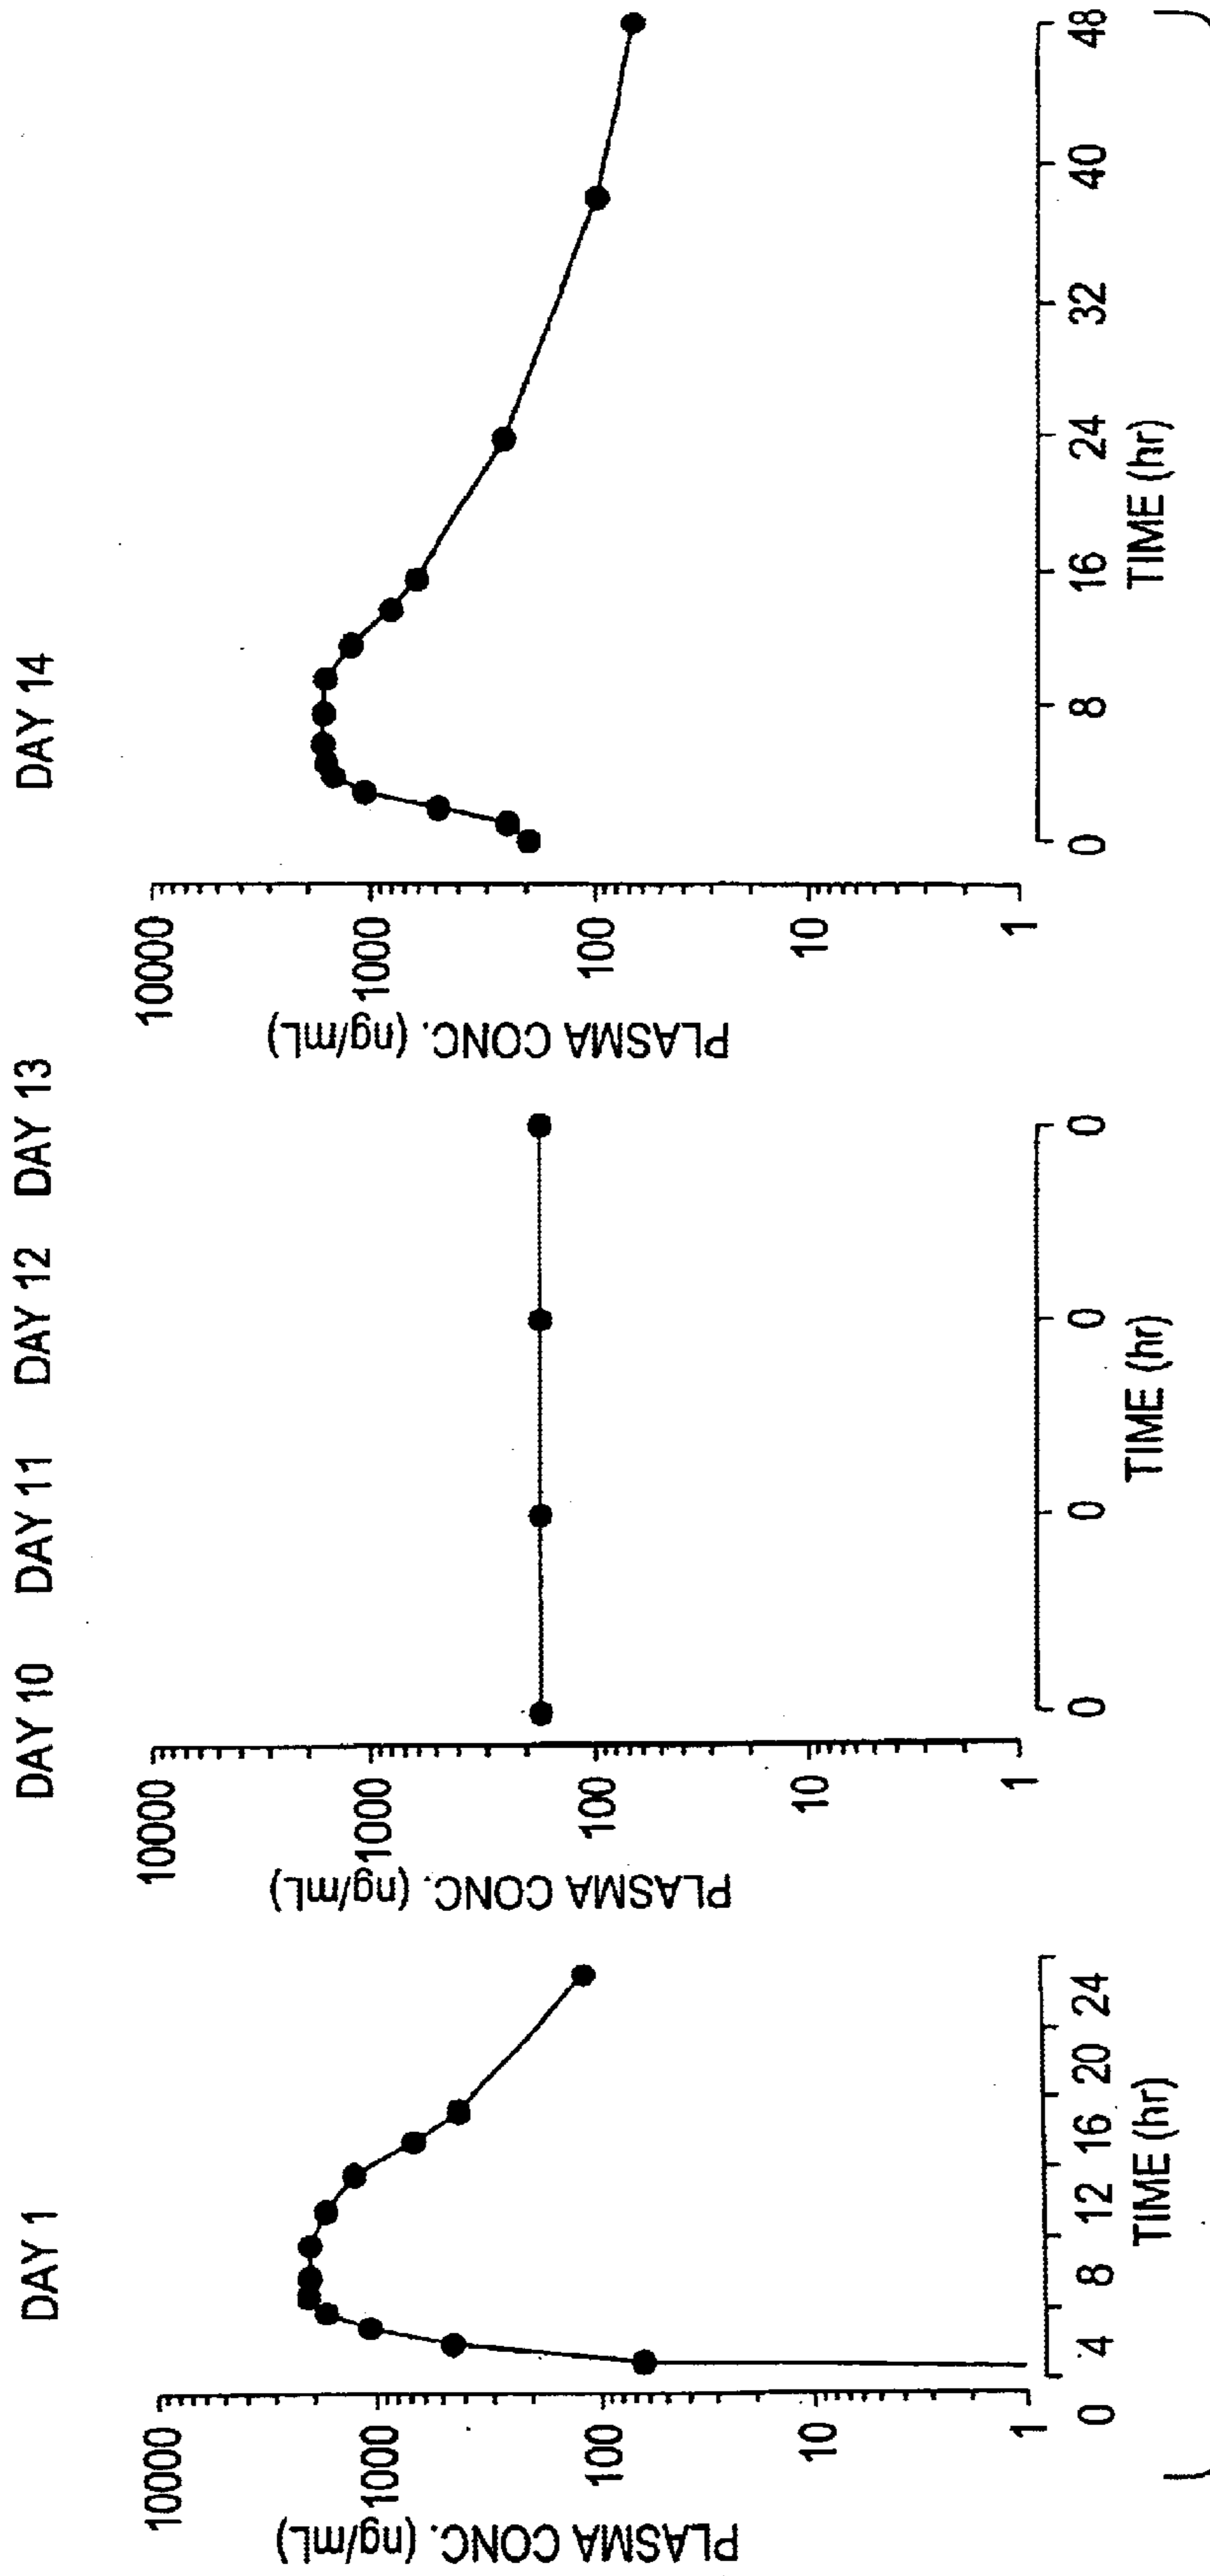 DAY 1
DAY 10 DAY 11 DAY 12 DAY 13
DAY 14
PLASMA CONC. (ng/mL)
10000
1000
100
10
1
0 4 8 12 16 20 24
TIME (hr)
PLASMA CONC. (ng/mL)
10000
1000
100
10
1
0 0 0 0
TIME (hr)
PLASMA CONC. (ng/mL)
10000
1000
100
10
1
0 8 16 24 32 40 48
TIME (hr)